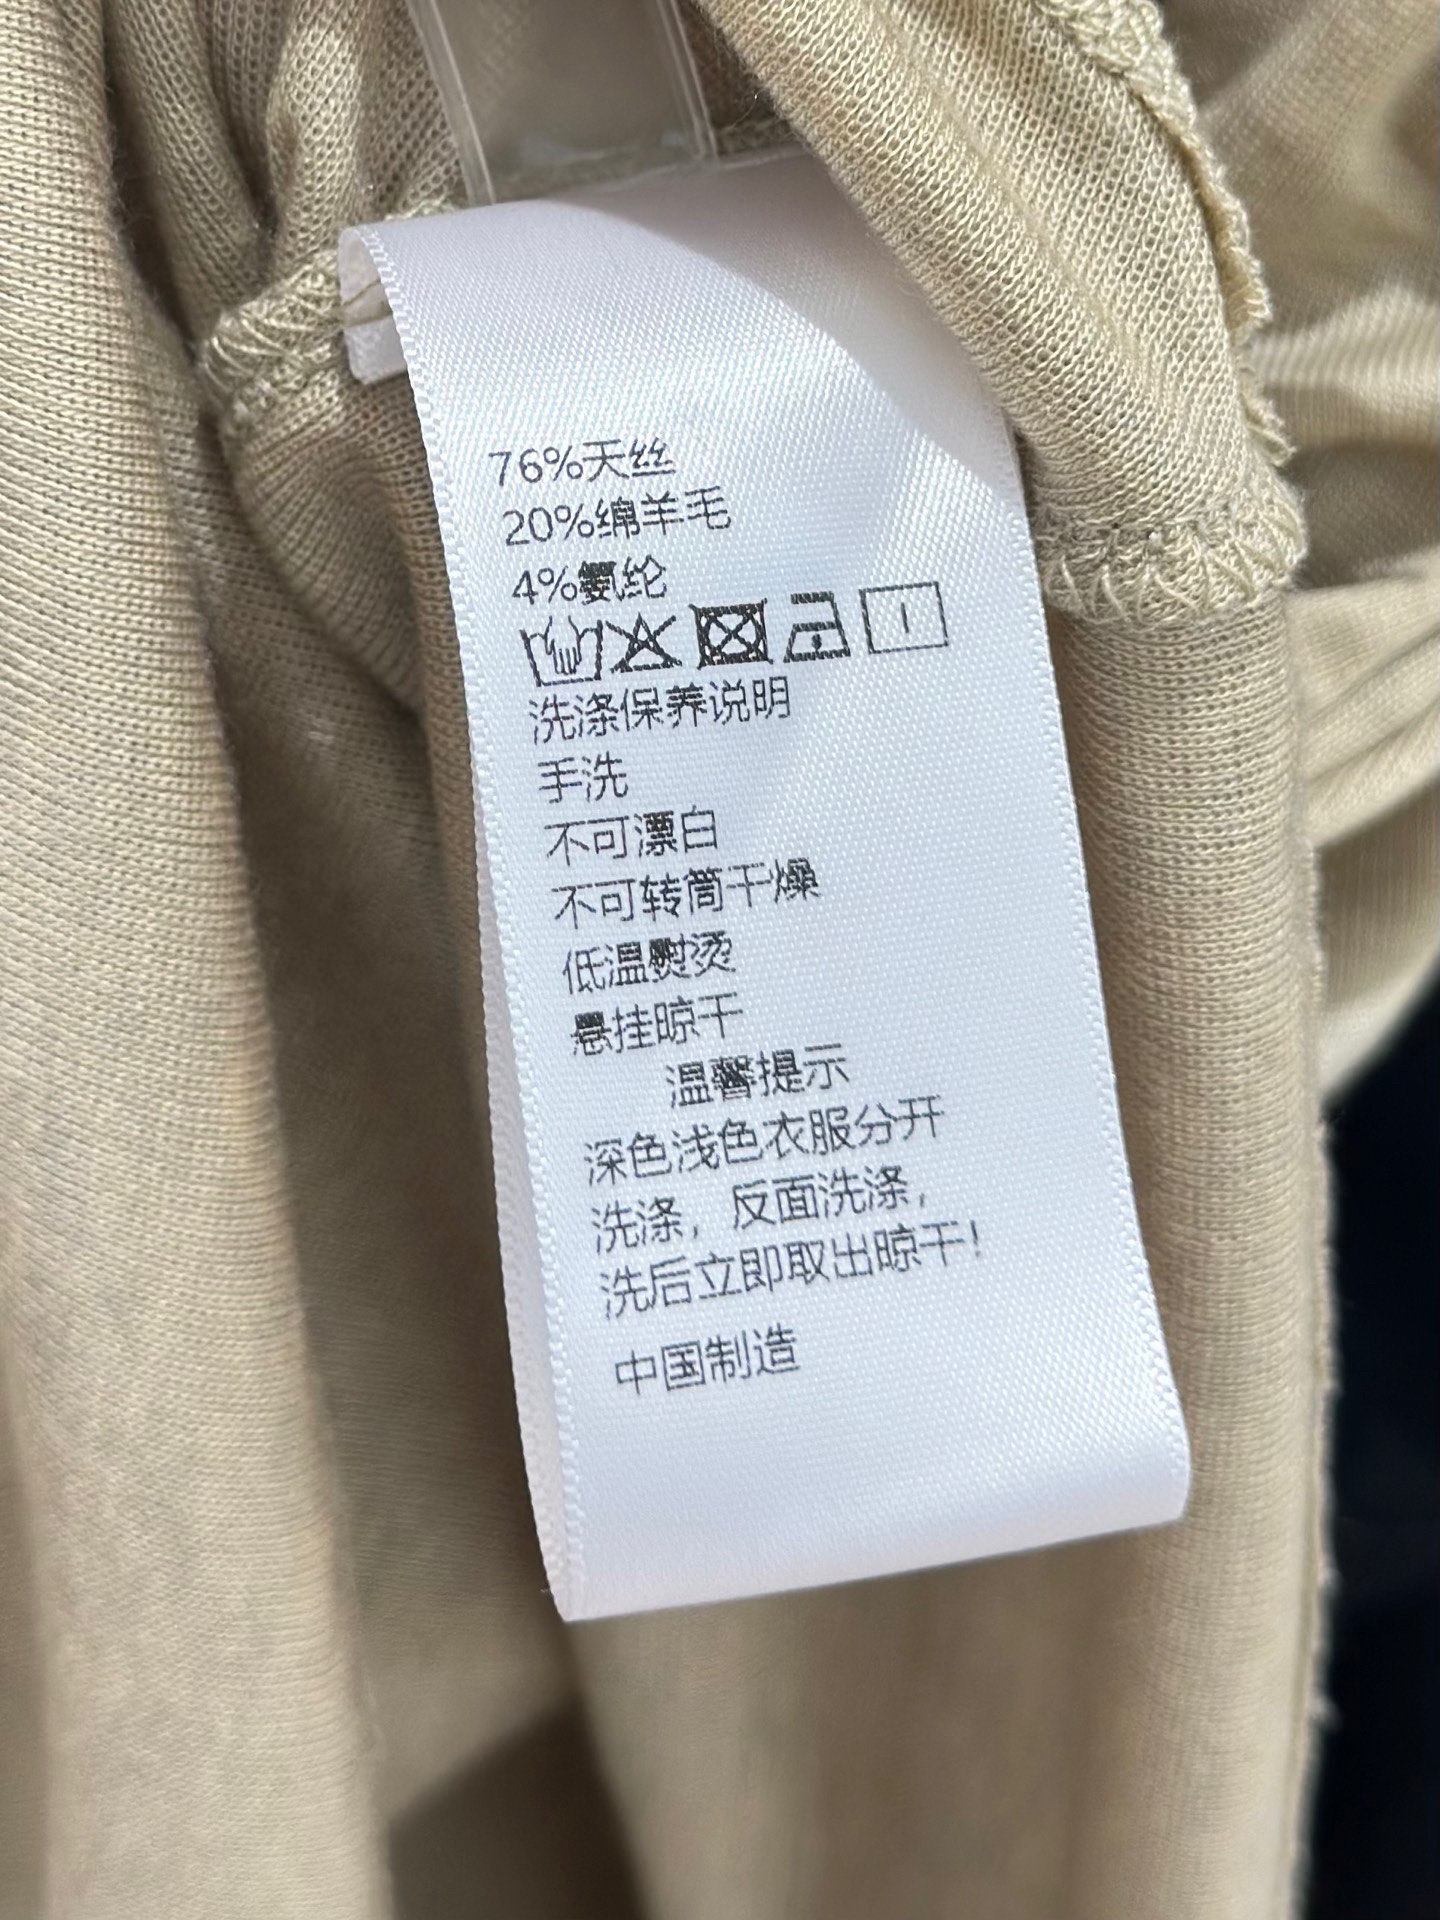 76%天丝
20%绵羊毛
4%氨纶
洗涤保养说明
手洗
不可漂白
不可转筒干燥
低温熨烫
悬挂晾干
温馨提示
深色浅色衣服分开
洗涤，反面洗涤，
洗后立即取出晾干！
中国制造